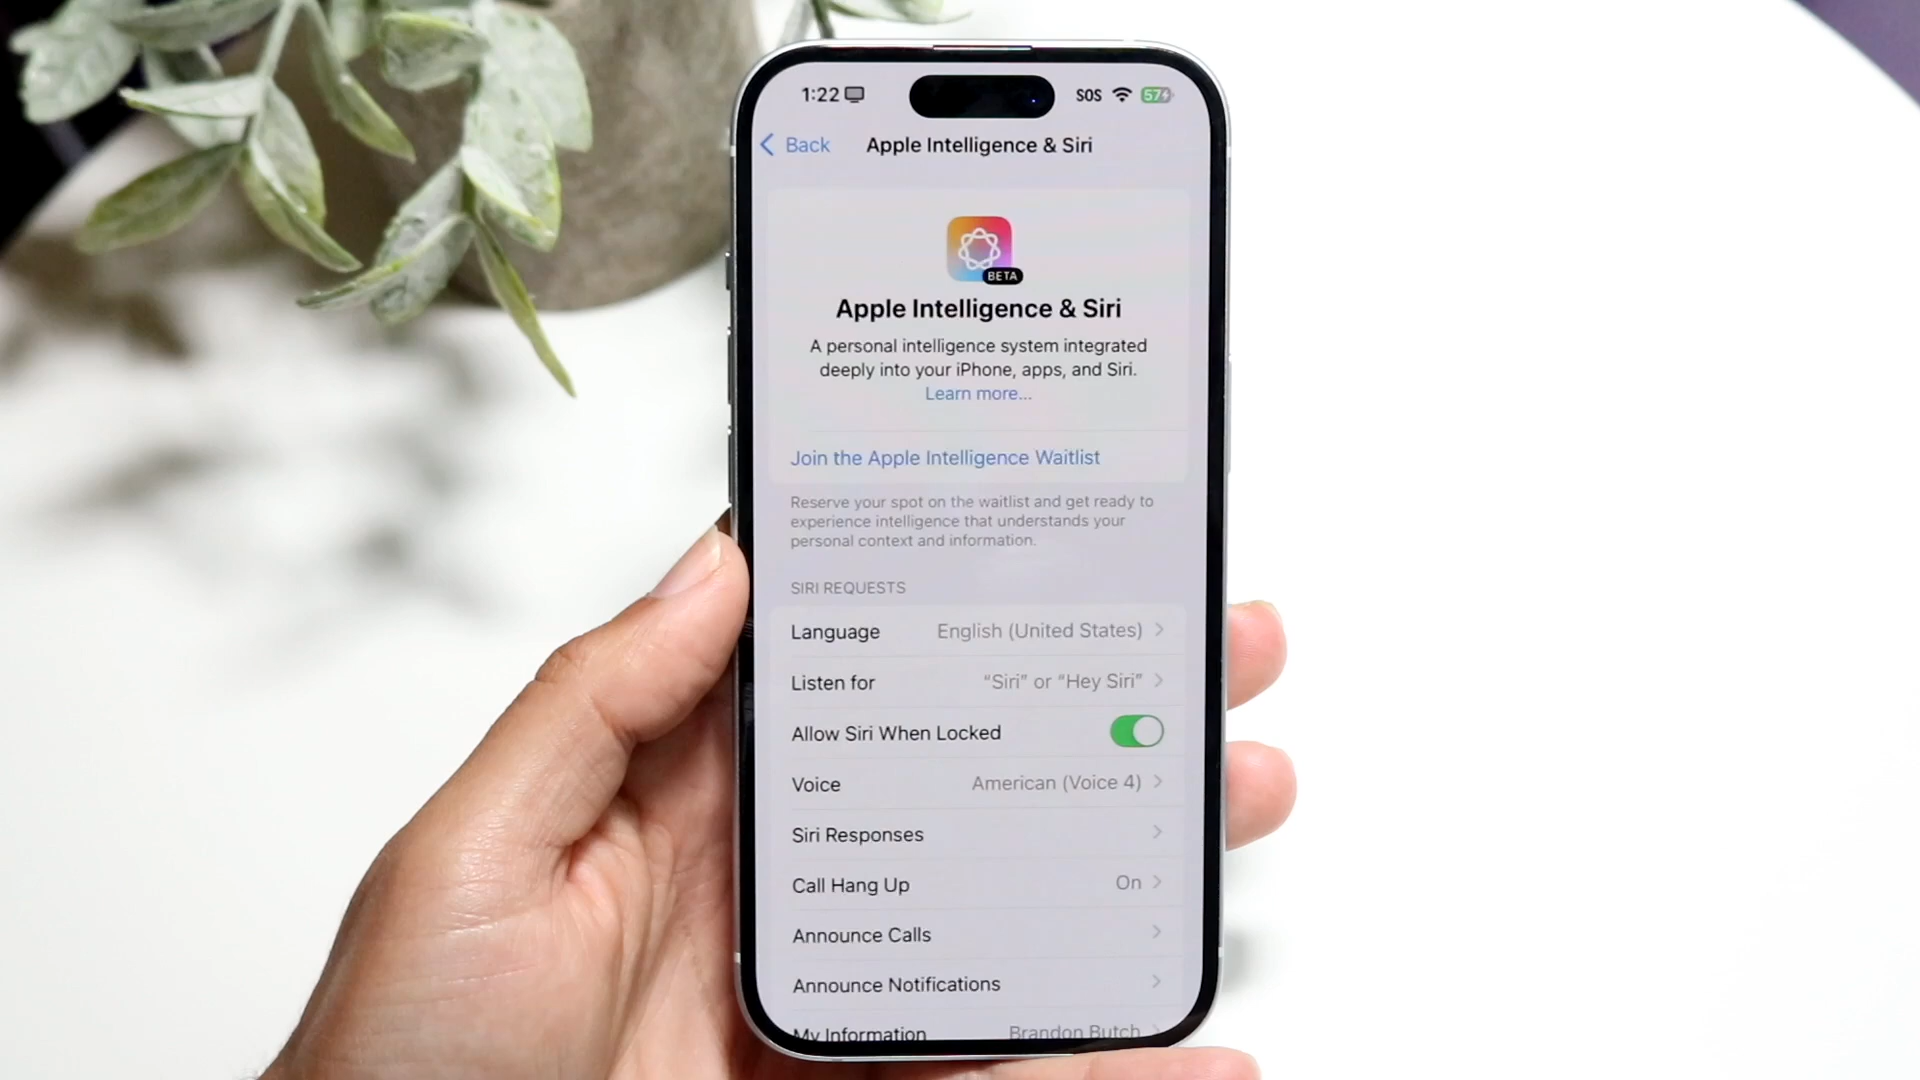 1:22
SOS
57
Back
Apple Intelligence & Siri
BETA
Apple Intelligence & Siri
A personal intelligence system integrated
deeply into your iPhone, apps, and Siri.
Learn more...
Join the Apple Intelligence Waitlist
Reserve your spot on the waitlist and get ready to
experience intelligence that understands your
personal context and information.
SIRI REQUESTS
Language English (United States)
Listen for “Siri” or “Hey Siri”
Allow Siri When Locked
Voice American (Voice 4)
Siri Responses
Call Hang Up On
Announce Calls
Announce Notifications
My Information Brandon Butch